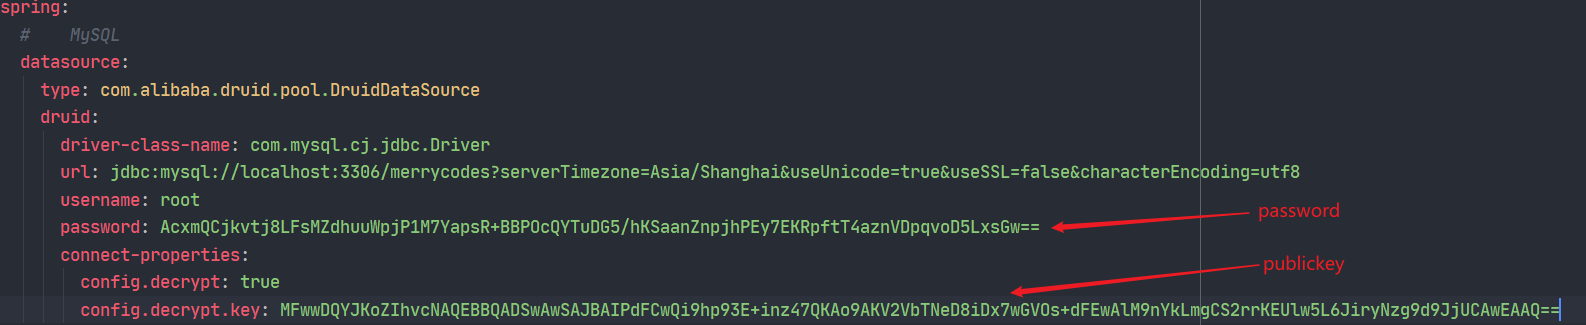 spring:
# MySQL
datasource:
type: com.alibaba.druid.pool.DruidDataSource
druid:
driver-class-name: com.mysql.cj.jdbc.Driver
url: jdbc:mysql://localhost:3306/merrycodes?serverTimezone=Asia/Shanghai&useUnicode=true&useSSL=false&characterEncoding=utf8
username: root
password: AcxmQCjkvtj8LFsMZdhuuWpjP1M7YapsR+BBPOcQYTuDG5/hKSaanZnpjhPEy7EKRpftT4aznVDpqvoD5LxsGw==
password
connect-properties:
config.decrypt: true
publickey
config.decrypt.key: MFwwDQYJKoZIhvcNAQEBBQADSwAwSAJBAIPdFCwQi9hp93E+inz47QKAo9AKV2VbTNeD8iDx7wGVOs+dFEwAlM9nYkLmgCS2rrKEUlw5L6JiryNzg9d9JjUCAwEAAQ==